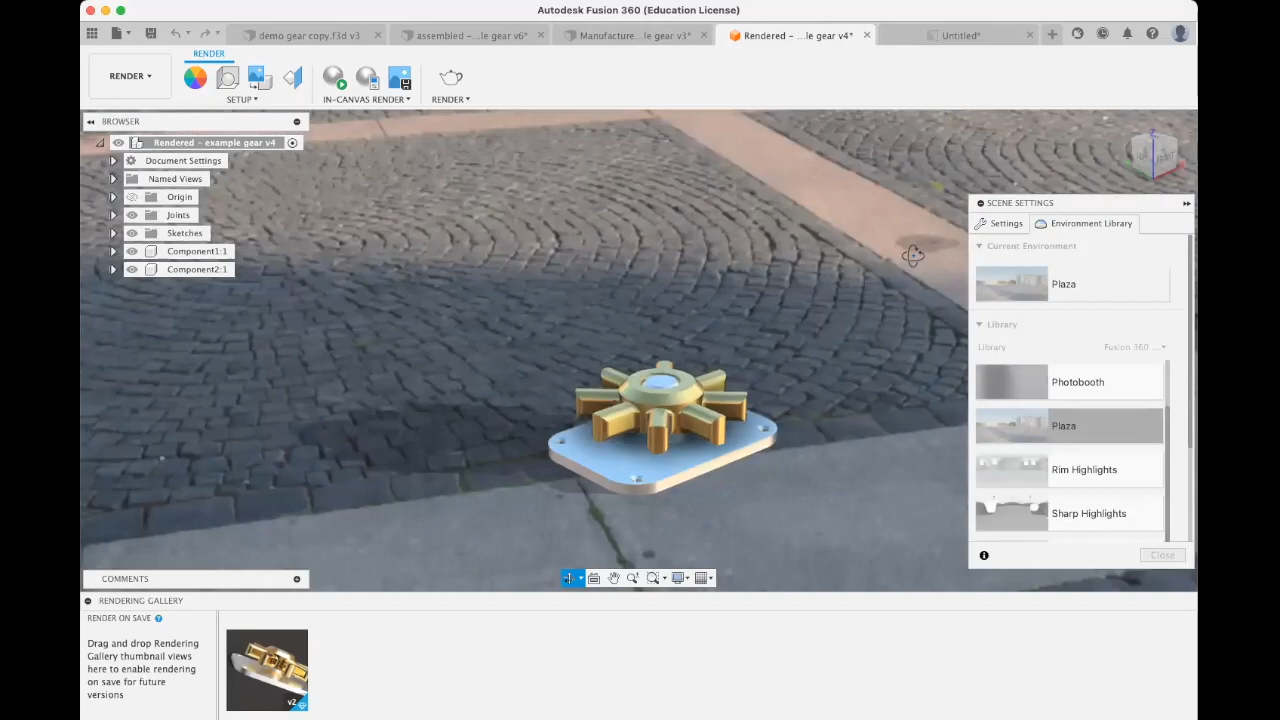 Autodesk Fusion 360 (Education License)
demo gear copy.f3d v3
assembled –...le gear v6*
Manufacture...le gear v3*
Rendered – ...le gear v4*
Untitled*
RENDER
RENDER
SETUP
IN-CANVAS RENDER
RENDER
BROWSER
Rendered – example gear v4
Document Settings
Named Views
Origin
Joints
Sketches
Component1:1
Component2:1
SCENE SETTINGS
Settings
Environment Library
Current Environment
Plaza
Library
Library
Fusion 360 ...
Photobooth
Plaza
Rim Highlights
Sharp Highlights
Close
COMMENTS
RENDERING GALLERY
RENDER ON SAVE
Drag and drop Rendering
Gallery thumbnail views
here to enable rendering
on save for future
versions
v2